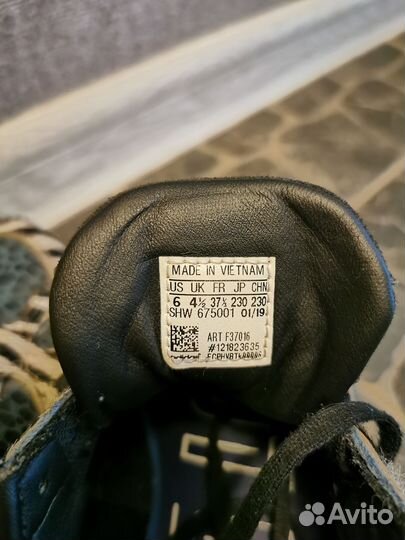 MADE IN VIETNAM
US UK FR JP CHN
6 4½ 37⅓ 230 230
SHW 675001 01/19
ART F37016
#121823635
Avito